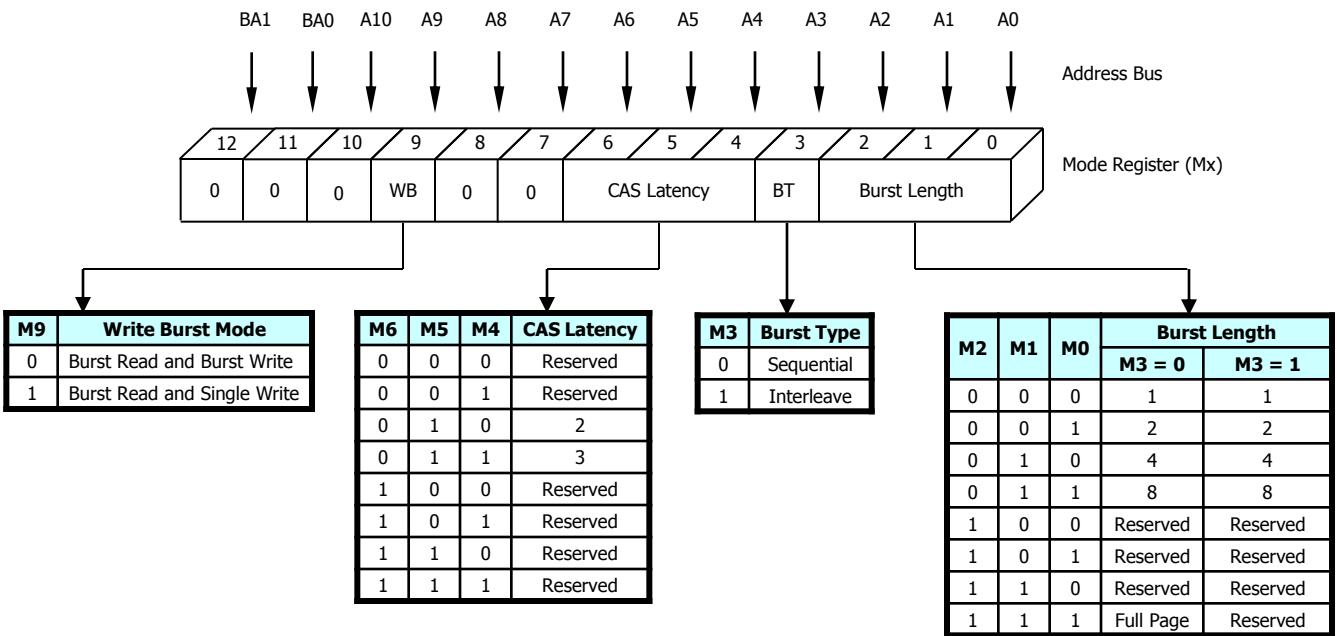 BA1 BA0 A10 A9 A8 A7 A6 A5 A4 A3 A2 A1 A0
Address Bus
12 11 10 9 8 7 6 5 4 3 2 1 0
Mode Register (Mx)
0 0 0 WB 0 0 CAS Latency BT Burst Length
M9 Write Burst Mode
0 Burst Read and Burst Write
1 Burst Read and Single Write
M6 M5 M4 CAS Latency
0 0 0 Reserved
0 0 1 Reserved
0 1 0 2
0 1 1 3
1 0 0 Reserved
1 0 1 Reserved
1 1 0 Reserved
1 1 1 Reserved
M3 Burst Type
0 Sequential
1 Interleave
M2 M1 M0 Burst Length
M3 = 0 M3 = 1
0 0 0 1 1
0 0 1 2 2
0 1 0 4 4
0 1 1 8 8
1 0 0 Reserved Reserved
1 0 1 Reserved Reserved
1 1 0 Reserved Reserved
1 1 1 Full Page Reserved